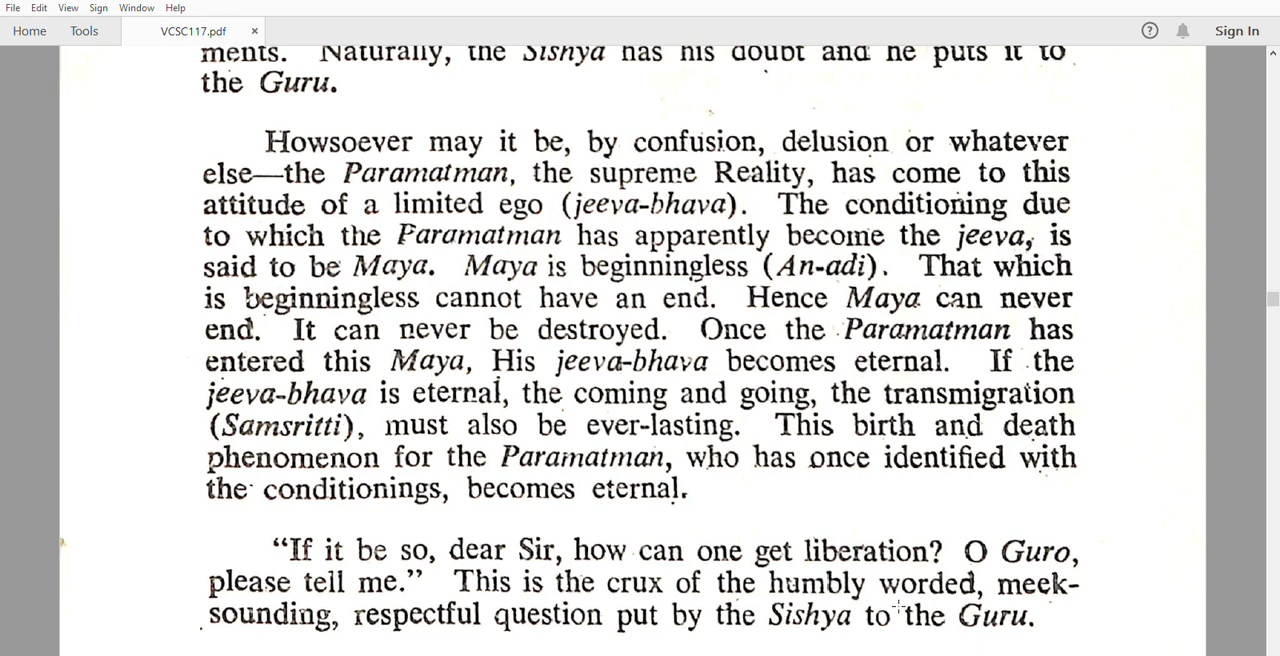 File Edit View Sign Window Help
Home Tools VCSC117.pdf × ? Sign In
ments. Naturally, the Sishya has his doubt and he puts it to
the Guru.
Howsoever may it be, by confusion, delusion or whatever
else—the Paramatman, the supreme Reality, has come to this
attitude of a limited ego (jeeva-bhava). The conditioning due
to which the Paramatman has apparently become the jeeva, is
said to be Maya. Maya is beginningless (An-adi). That which
is beginningless cannot have an end. Hence Maya can never
end. It can never be destroyed. Once the Paramatman has
entered this Maya, His jeeva-bhava becomes eternal. If the
jeeva-bhava is eternal, the coming and going, the transmigration
(Samsritti), must also be ever-lasting. This birth and death
phenomenon for the Paramatman, who has once identified with
the conditionings, becomes eternal.
“If it be so, dear Sir, how can one get liberation? O Guro,
please tell me.” This is the crux of the humbly worded, meek-
sounding, respectful question put by the Sishya to the Guru.